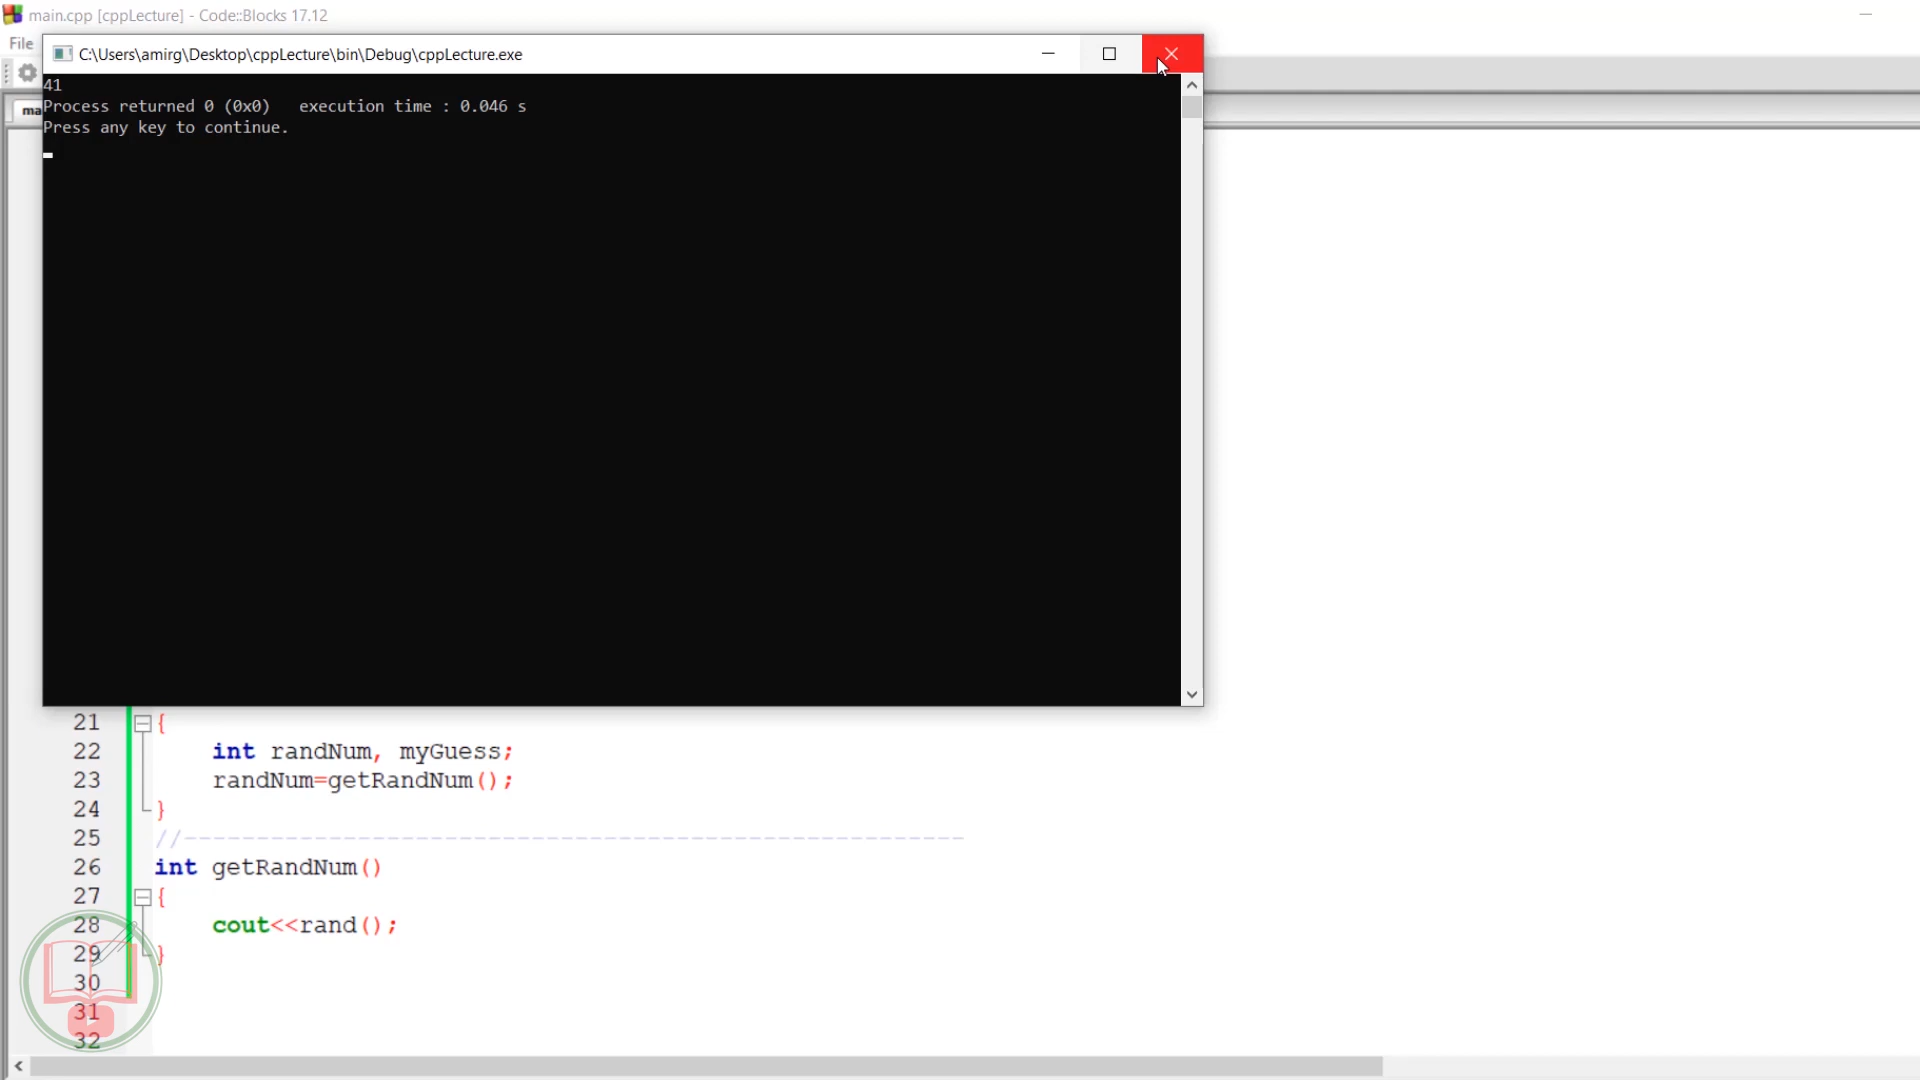 main.cpp [cppLecture] - Code::Blocks 17.12
File
C:\Users\amirg\Desktop\cppLecture\bin\Debug\cppLecture.exe
ma
41
Process returned 0 (0x0)   execution time : 0.046 s
Press any key to continue.
21 {
22 int randNum, myGuess;
23 randNum=getRandNum();
24 }
25 //------------------------------------------------------
26 int getRandNum()
27 {
28 cout<<rand();
29 }
30
31
32